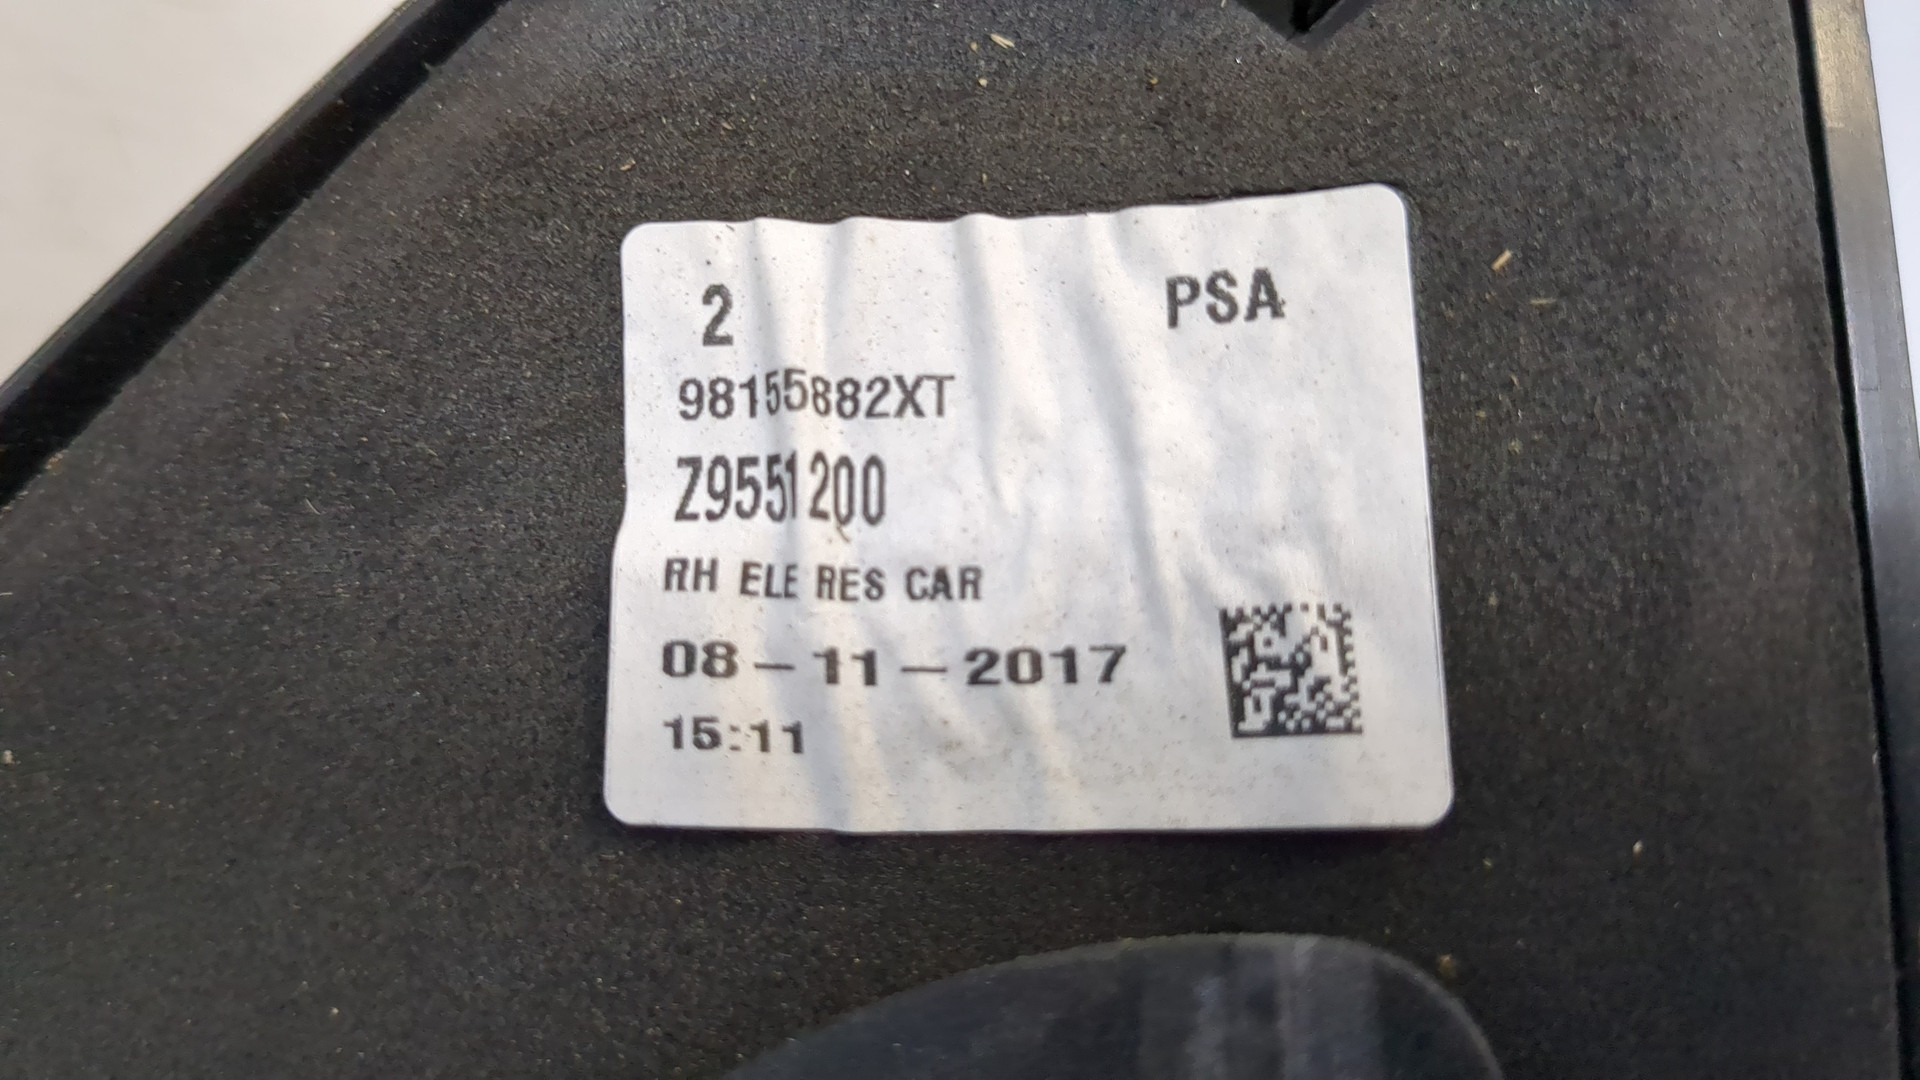 2 PSA
98155882XT
Z9551200
RH ELE RES CAR
08-11-2017
15:11